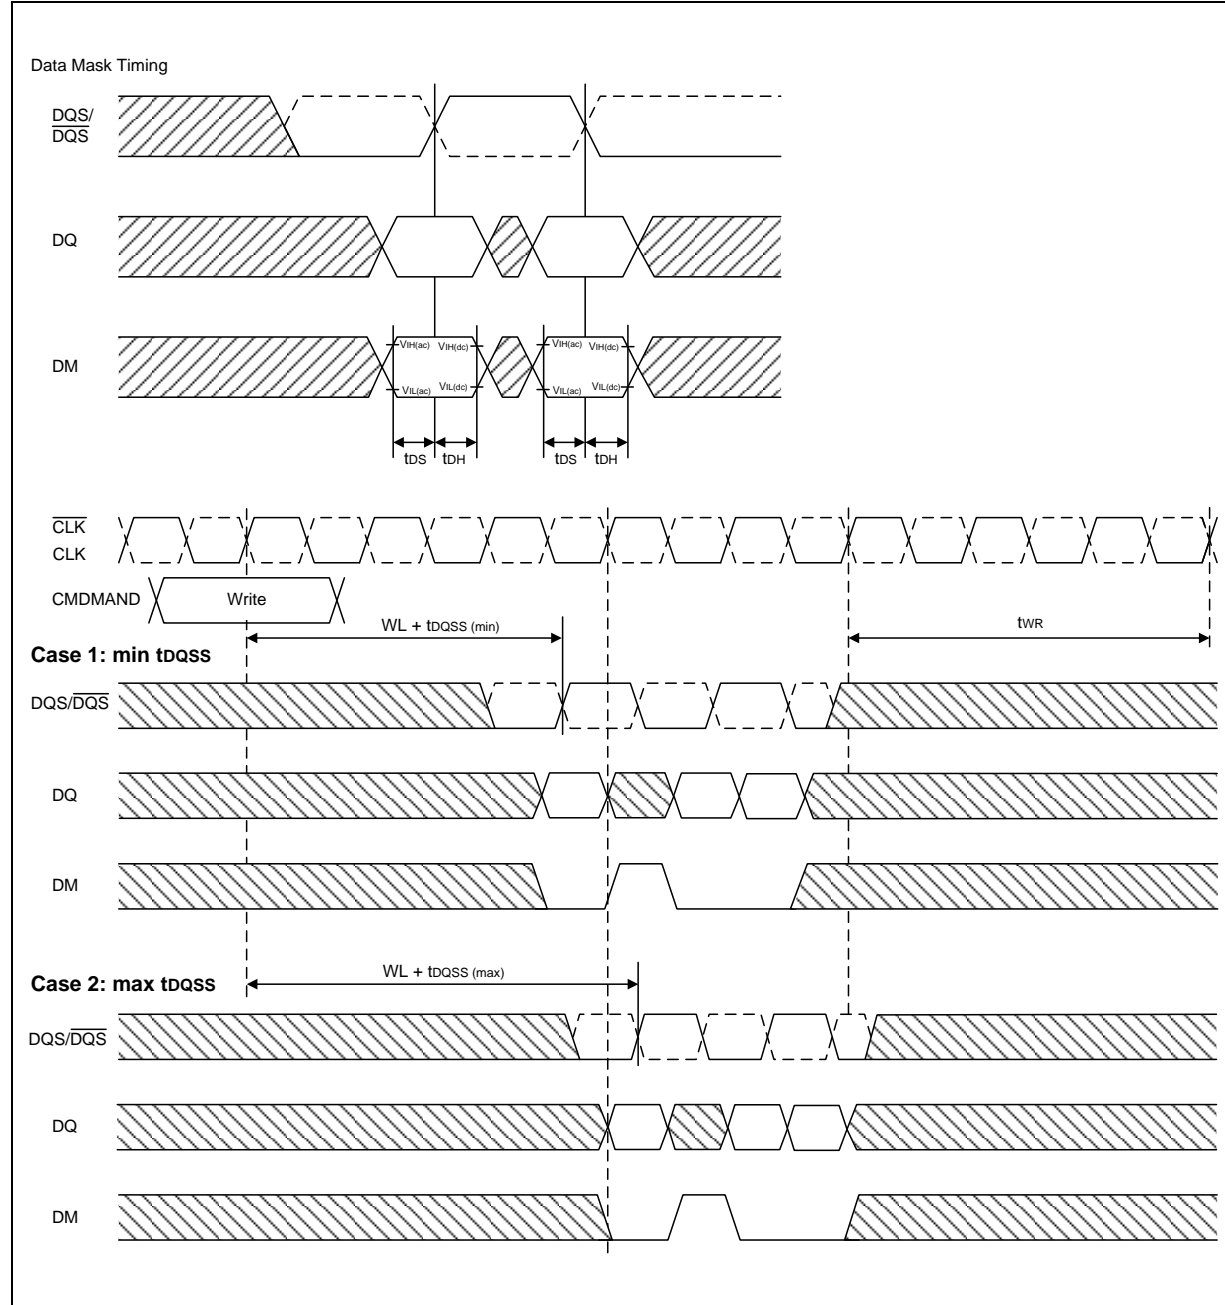 Data Mask Timing
DQS/
DQS
DQ
DM
VIH(ac) VIH(dc) VIH(ac) VIH(dc)
VIL(ac) VIL(dc) VIL(ac) VIL(dc)
tDS tDH tDS tDH
CLK
CLK
CMDMAND Write
WL + tDQSS (min) tWR
Case 1: min tDQSS
DQS/DQS
DQ
DM
WL + tDQSS (max)
Case 2: max tDQSS
DQS/DQS
DQ
DM